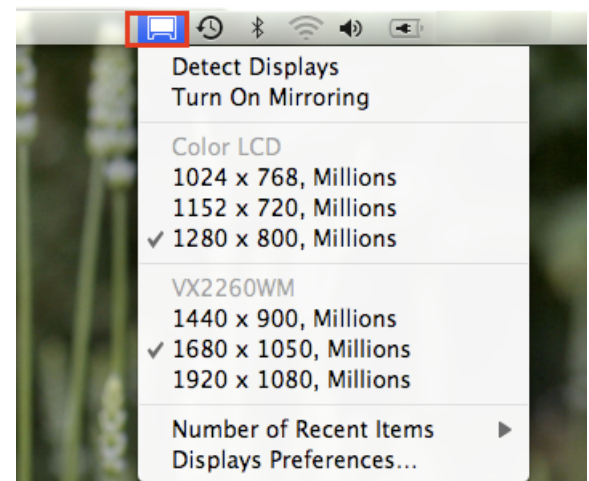 Detect Displays
Turn On Mirroring
Color LCD
1024 x 768, Millions
1152 x 720, Millions
1280 x 800, Millions
VX2260WM
1440 x 900, Millions
1680 x 1050, Millions
1920 x 1080, Millions
Number of Recent Items
Displays Preferences...